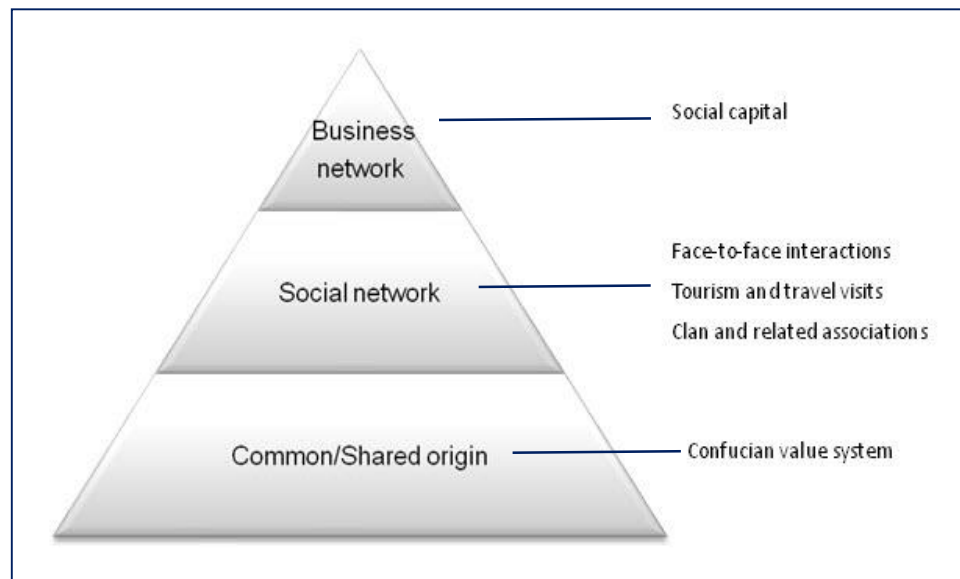 Business
network
Social capital
Social network
Face-to-face interactions
Tourism and travel visits
Clan and related associations
Common/Shared origin
Confucian value system